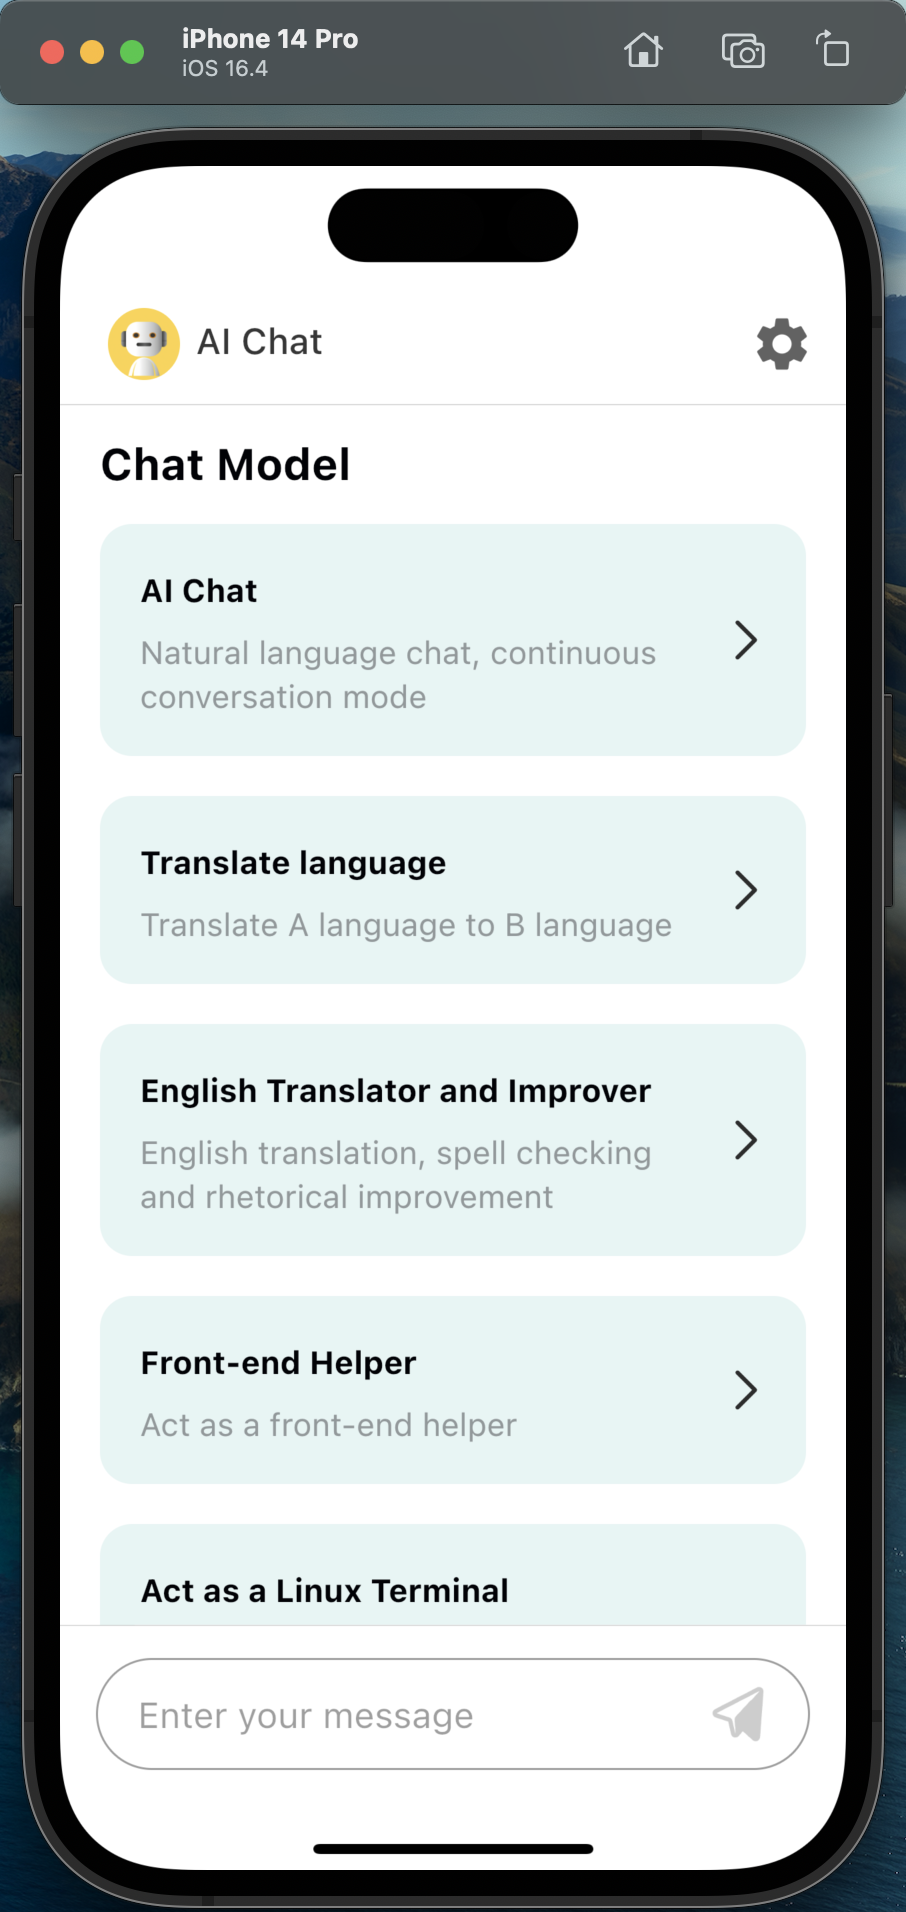 iPhone 14 Pro
iOS 16.4
AI Chat
Chat Model
AI Chat
Natural language chat, continuous
conversation mode
Translate language
Translate A language to B language
English Translator and Improver
English translation, spell checking
and rhetorical improvement
Front-end Helper
Act as a front-end helper
Act as a Linux Terminal
Enter your message